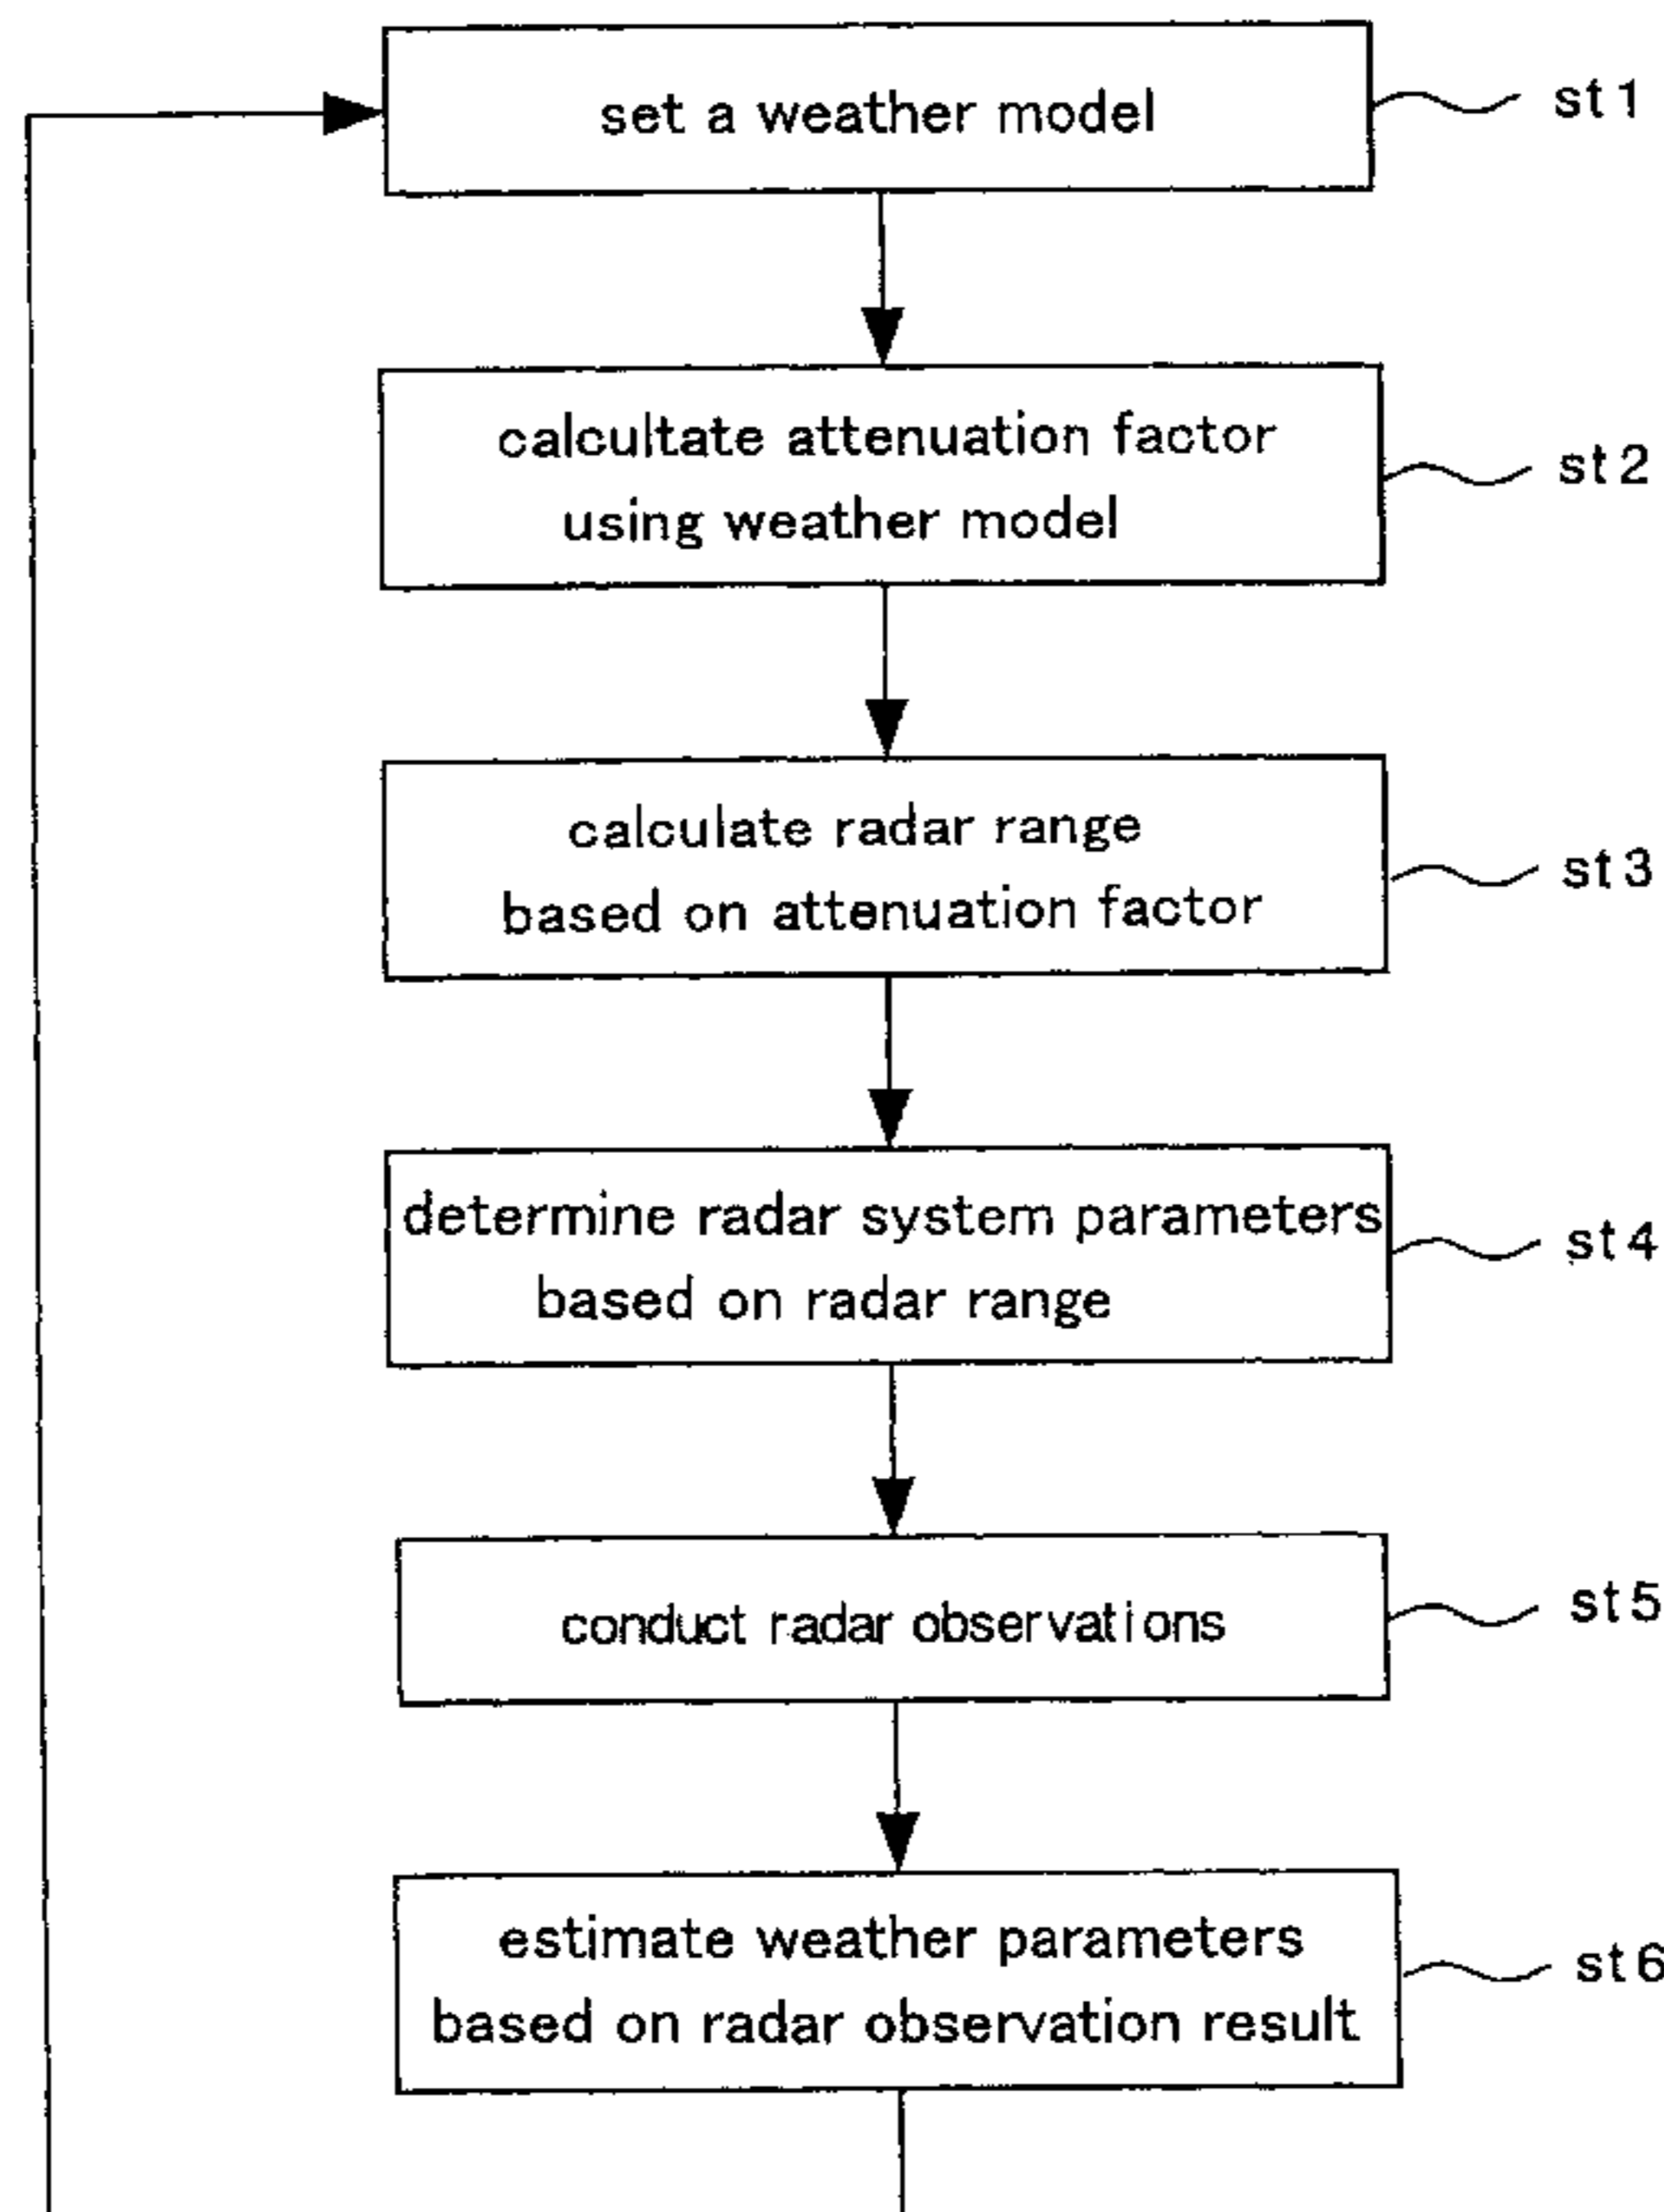 set a weather model
st1
calcultate attenuation factor
using weather model
st2
calculate radar range
based on attenuation factor
st3
determine radar system parameters
based on radar range
st4
conduct radar observations
st5
estimate weather parameters
based on radar observation result
st6